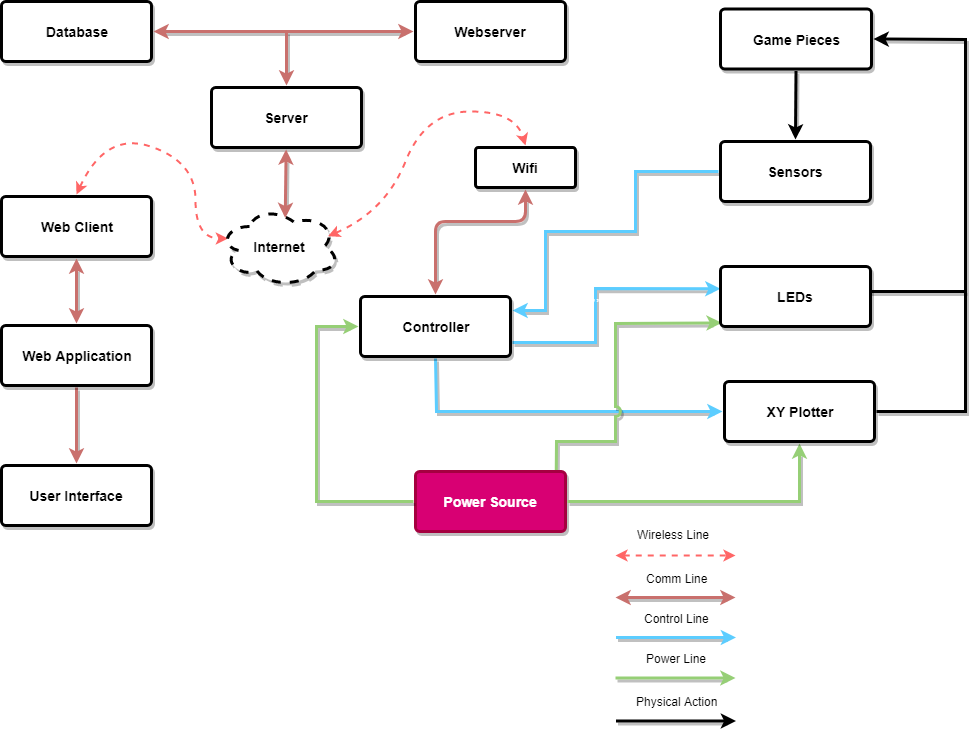 Database
Webserver
Game Pieces
Server
Wifi
Sensors
Web Client
Internet
LEDs
Controller
Web Application
XY Plotter
User Interface
Power Source
Wireless Line
Comm Line
Control Line
Power Line
Physical Action